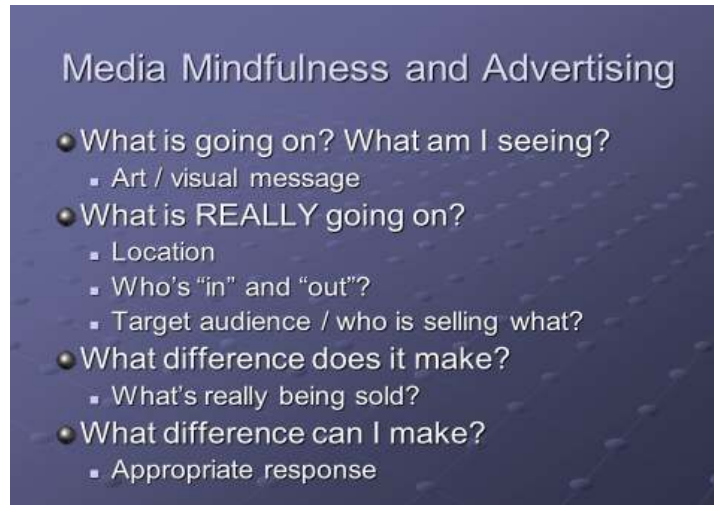 Media Mindfulness and Advertising
What is going on? What am I seeing?
Art / visual message
What is REALLY going on?
Location
Who's “in” and “out”?
Target audience / who is selling what?
What difference does it make?
What's really being sold?
What difference can I make?
Appropriate response